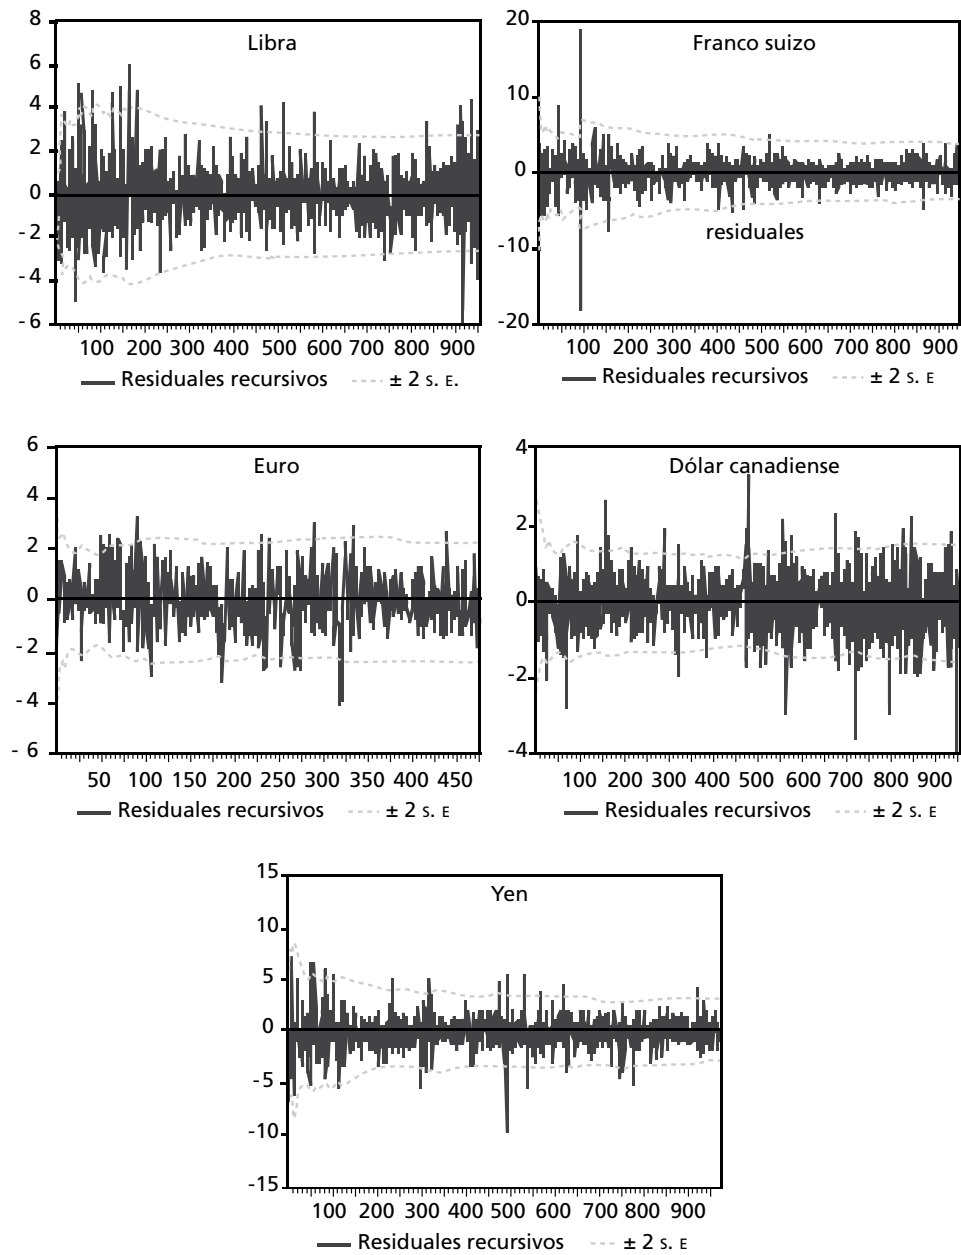 Libra
8
6
4
2
0
-2
-4
-6
100 200 300 400 500 600 700 800 900
Residuales recursivos ± 2 S. E.
Franco suizo
20
10
0
-10
-20
residuales
100 200 300 400 500 600 700 800 900
Residuales recursivos ± 2 S. E
Euro
6
4
2
0
-2
-4
-6
50 100 150 200 250 300 350 400 450
Residuales recursivos ± 2 S. E
Dólar canadiense
4
2
0
-2
-4
100 200 300 400 500 600 700 800 900
Residuales recursivos ± 2 S. E
Yen
15
10
5
0
-5
-10
-15
100 200 300 400 500 600 700 800 900
Residuales recursivos ± 2 S. E